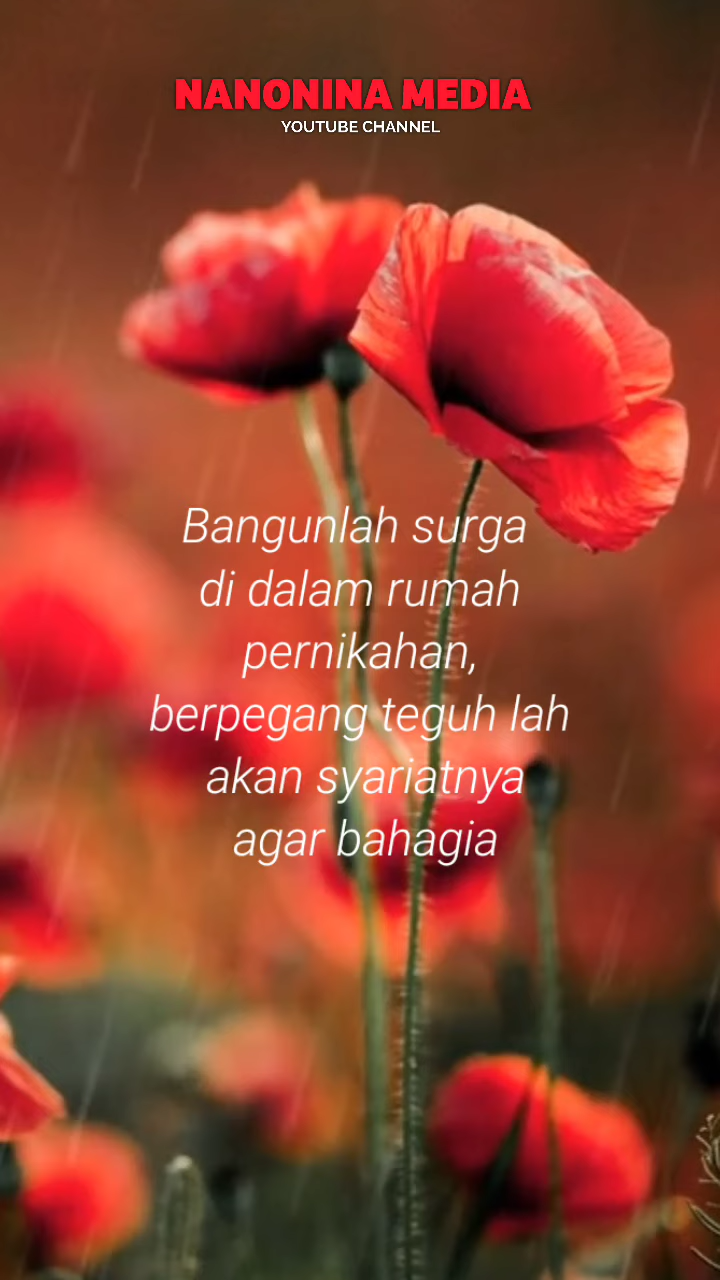 NANONINA MEDIA
YOUTUBE CHANNEL
Bangunlah surga
di dalam rumah
pernikahan,
berpegang teguh lah
akan syariatnya
agar bahagia